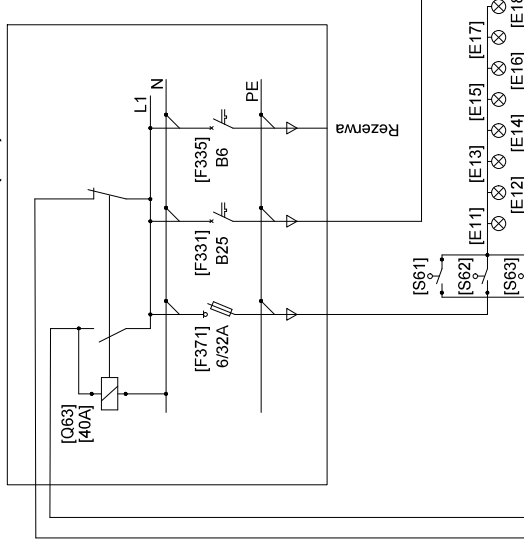 L1
N
PE
[F335]
B6
Rezerwa
[F331]
B25
[F371]
6/32A
[Q63]
[40A]
[E17]
[E16]
[E15]
[E14]
[E13]
[E12]
[E11]
[S61]
[S62]
[S63]